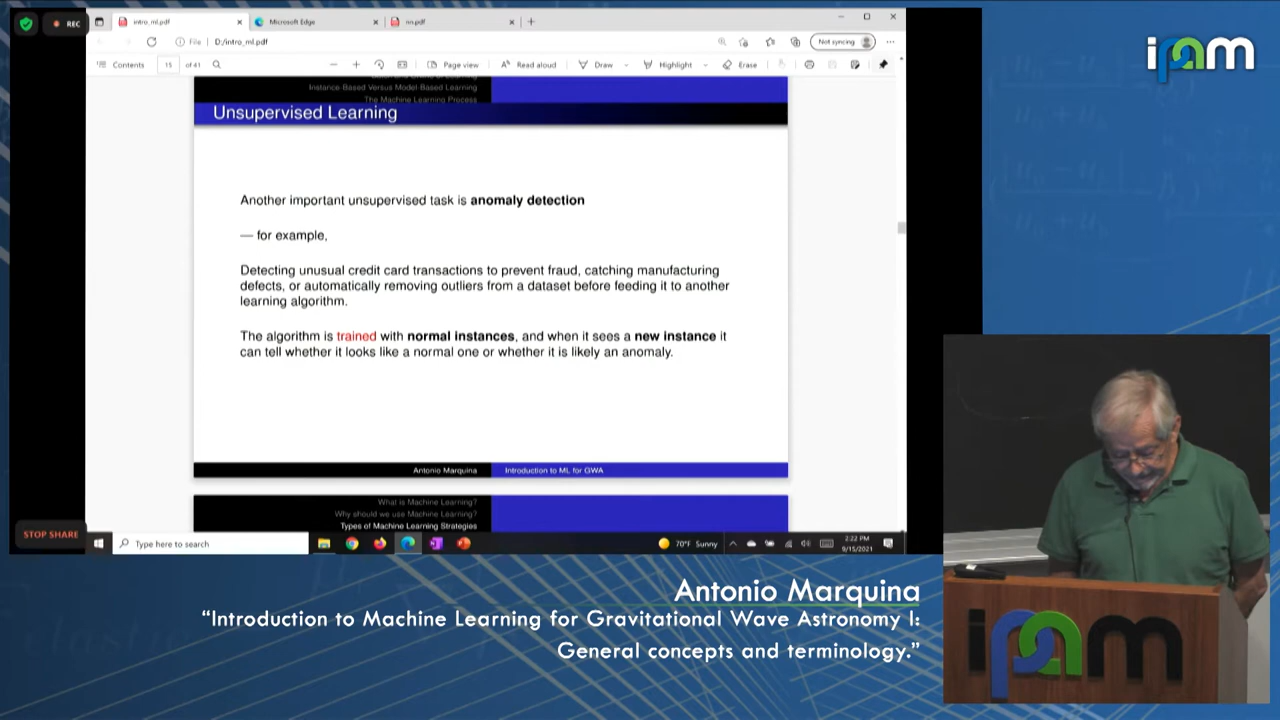 REC
intro_ml.pdf
Microsoft Edge
nn.pdf
File
D:/intro_ml.pdf
Not syncing
Contents
15
of 41
Page view
Read aloud
Draw
Highlight
Erase
Instance-Based Versus Model-Based Learning
The Machine Learning Process
Unsupervised Learning
Another important unsupervised task is anomaly detection
— for example,
Detecting unusual credit card transactions to prevent fraud, catching manufacturing
defects, or automatically removing outliers from a dataset before feeding it to another
learning algorithm.
The algorithm is trained with normal instances, and when it sees a new instance it
can tell whether it looks like a normal one or whether it is likely an anomaly.
Antonio Marquina
Introduction to ML for GWA
What is Machine Learning?
Why should we use Machine Learning?
Types of Machine Learning Strategies
STOP SHARE
Type here to search
70°F Sunny
2:22 PM
9/15/2021
ipam
ipam
Antonio Marquina
“Introduction to Machine Learning for Gravitational Wave Astronomy I:
General concepts and terminology.”